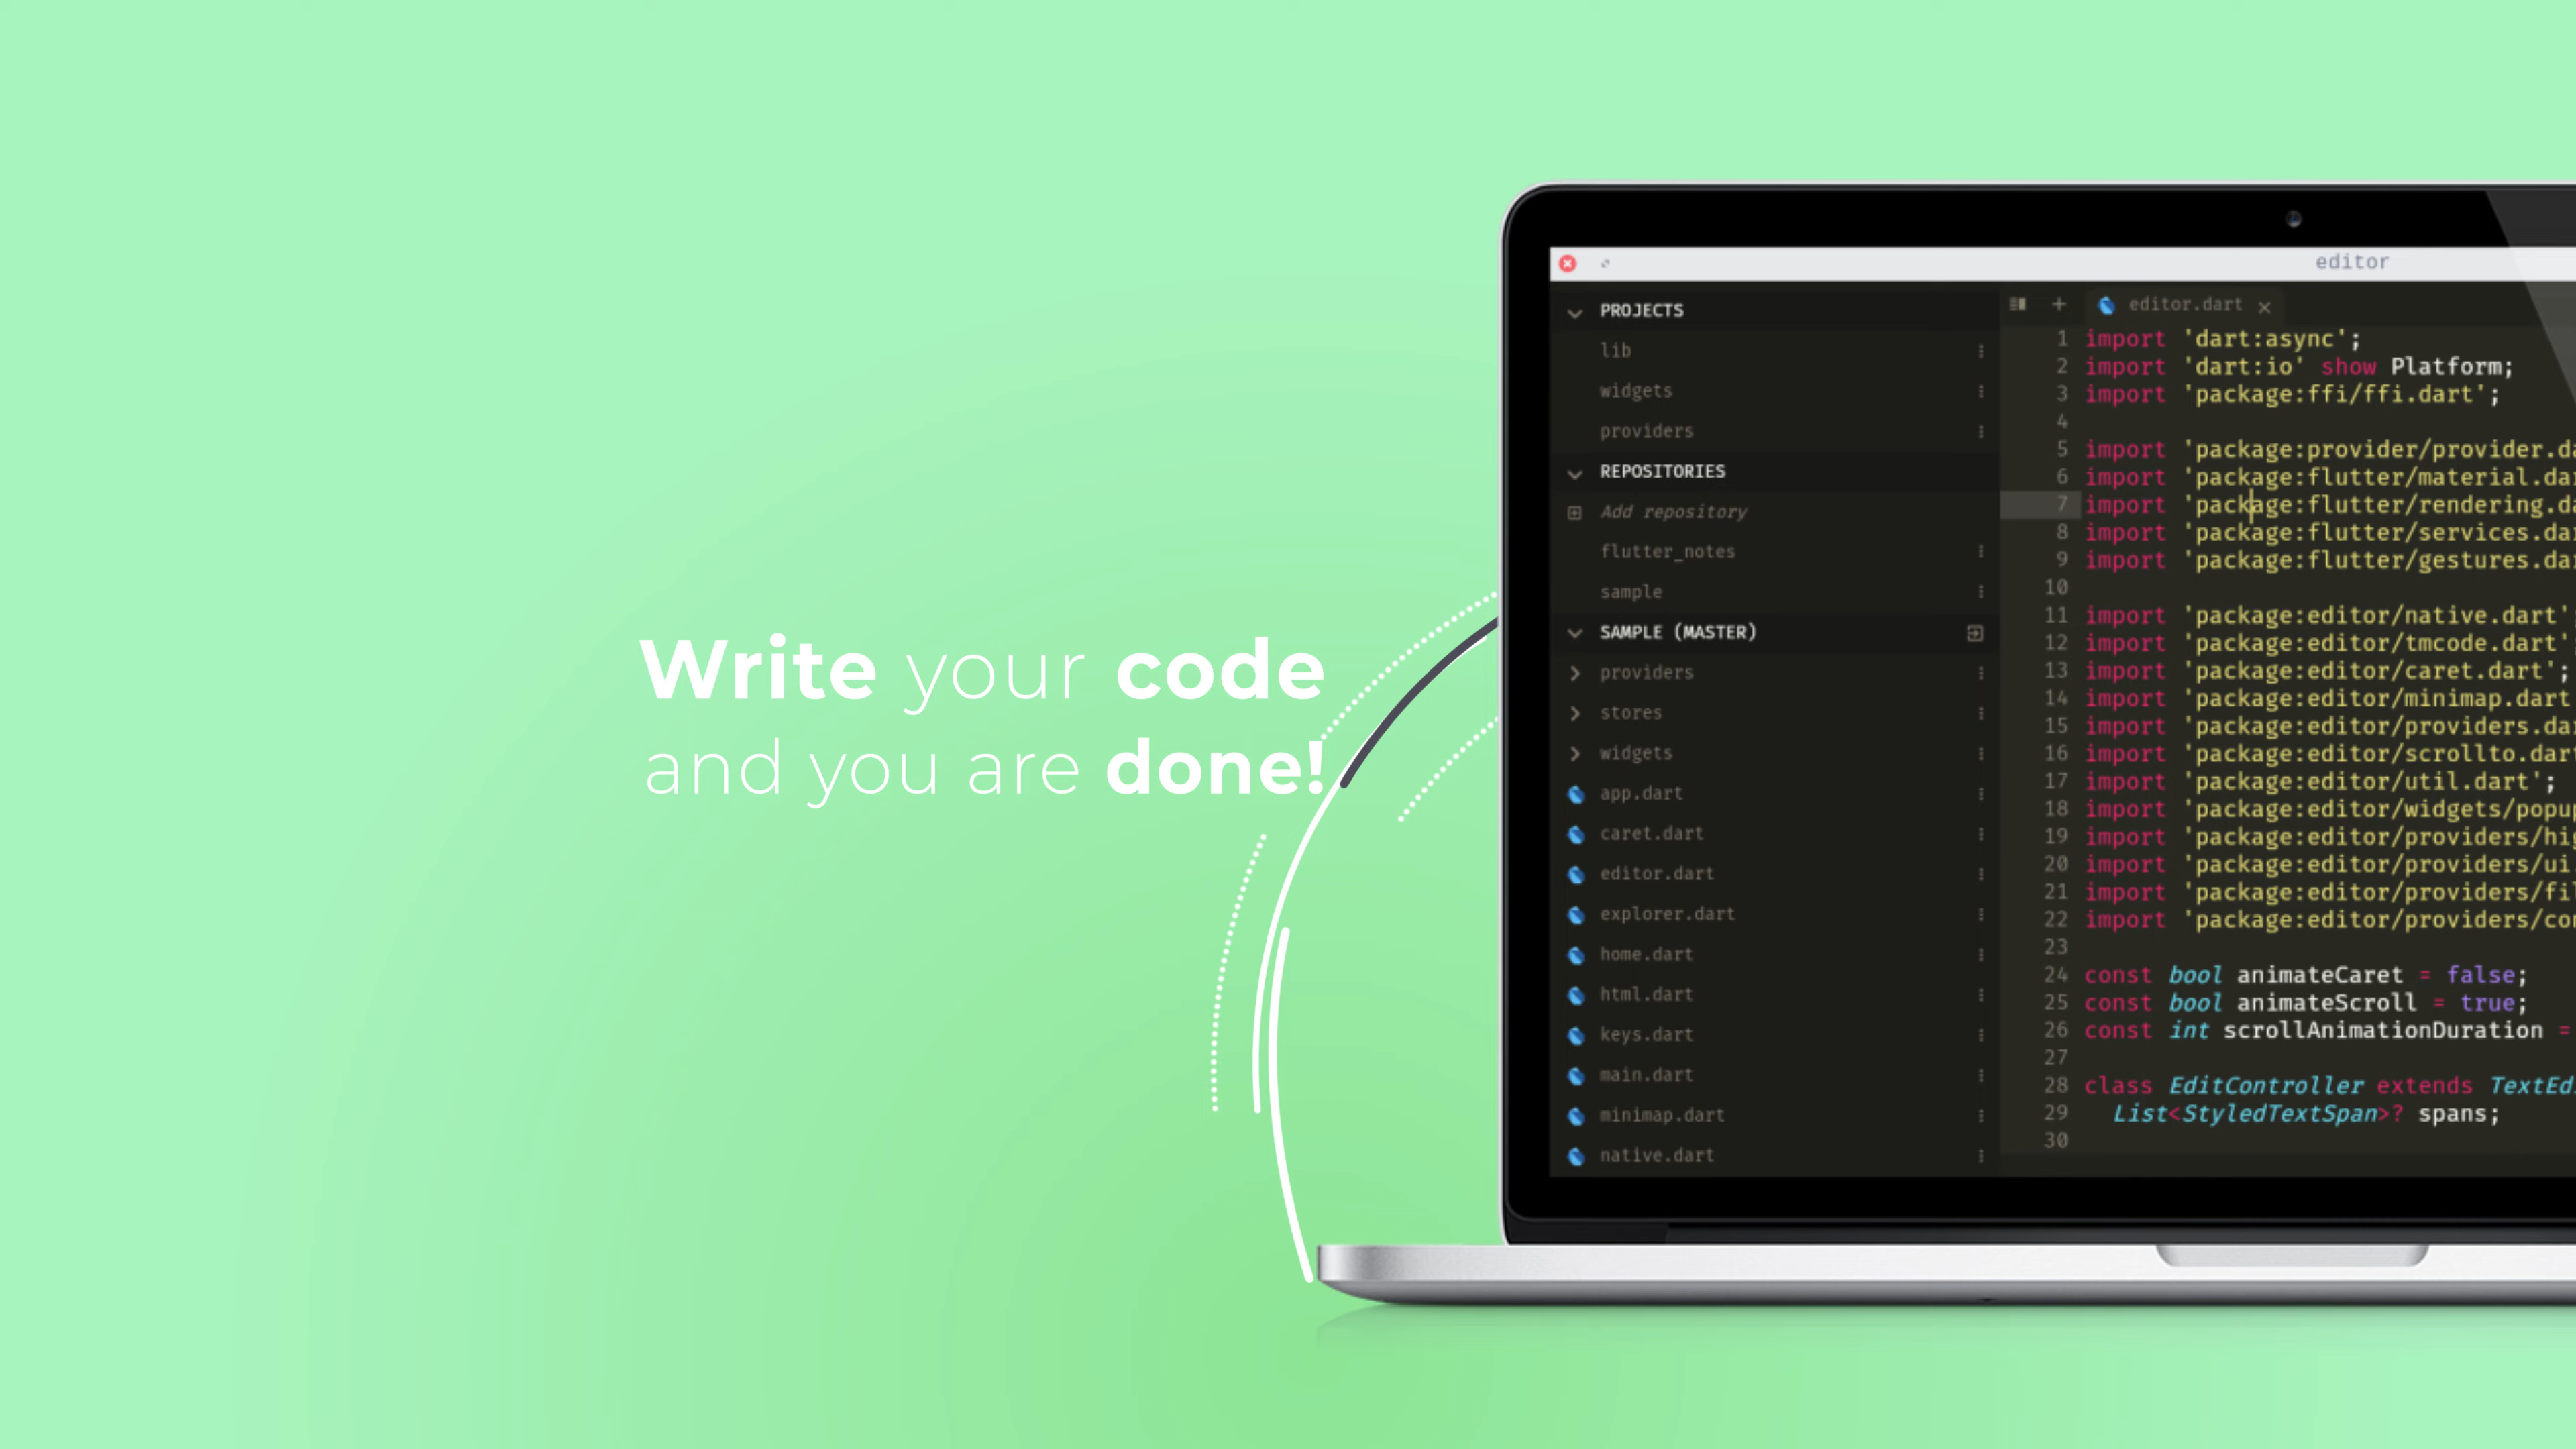 Write your code
and you are done!
editor
PROJECTS
lib
widgets
providers
REPOSITORIES
Add repository
flutter_notes
sample
SAMPLE (MASTER)
providers
stores
widgets
app.dart
caret.dart
editor.dart
explorer.dart
home.dart
html.dart
keys.dart
main.dart
minimap.dart
native.dart
editor.dart
1 import 'dart:async';
2 import 'dart:io' show Platform;
3 import 'package:ffi/ffi.dart';
4
5 import 'package:provider/provider.da
6 import 'package:flutter/material.dar
7 import 'package:flutter/rendering.da
8 import 'package:flutter/services.dar
9 import 'package:flutter/gestures.dar
10
11 import 'package:editor/native.dart'
12 import 'package:editor/tmcode.dart'
13 import 'package:editor/caret.dart';
14 import 'package:editor/minimap.dart
15 import 'package:editor/providers.da
16 import 'package:editor/scrollto.dart
17 import 'package:editor/util.dart';
18 import 'package:editor/widgets/popup
19 import 'package:editor/providers/hig
20 import 'package:editor/providers/ui.
21 import 'package:editor/providers/fil
22 import 'package:editor/providers/con
23
24 const bool animateCaret = false;
25 const bool animateScroll = true;
26 const int scrollAnimationDuration =
27
28 class EditController extends TextEd
29 List<StyledTextSpan>? spans;
30